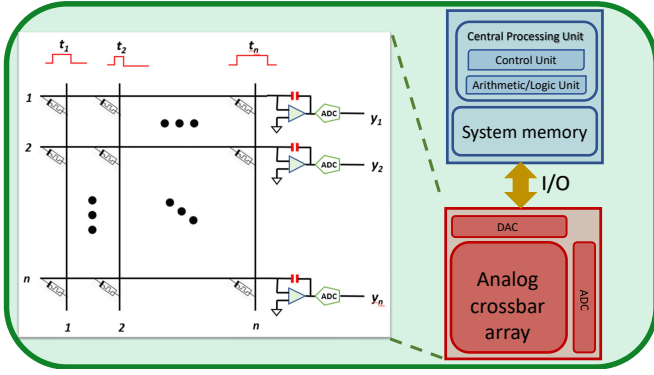 t1
t2
tn
1
ADC
y1
2
ADC
y2
n
ADC
yn
1
2
n
Central Processing Unit
Control Unit
Arithmetic/Logic Unit
System memory
I/O
DAC
Analog
crossbar
array
ADC